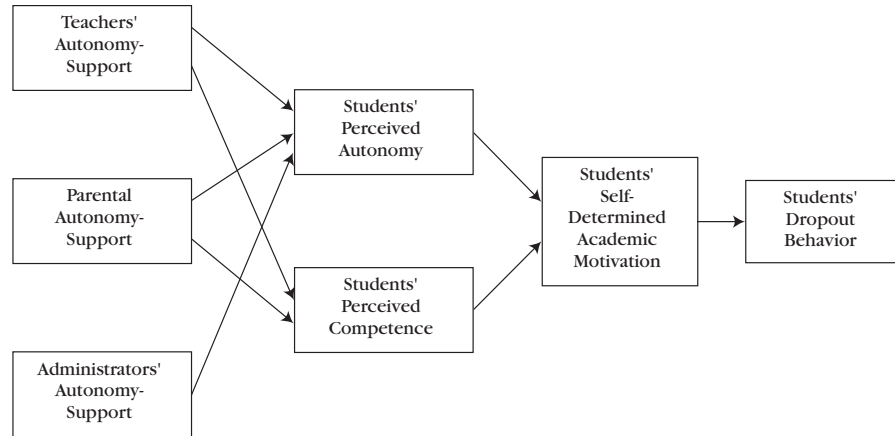 Teachers'
Autonomy-
Support
Parental
Autonomy-
Support
Administrators'
Autonomy-
Support
Students'
Perceived
Autonomy
Students'
Perceived
Competence
Students'
Self-
Determined
Academic
Motivation
Students'
Dropout
Behavior